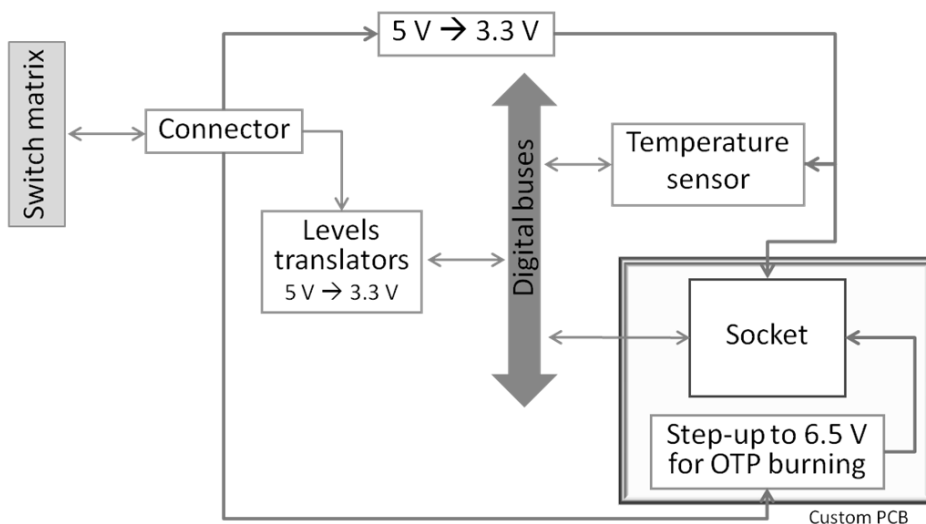 5 V → 3.3 V
Switch matrix
Connector
Digital buses
Temperature
sensor
Levels
translators
5 V → 3.3 V
Socket
Step-up to 6.5 V
for OTP burning
Custom PCB